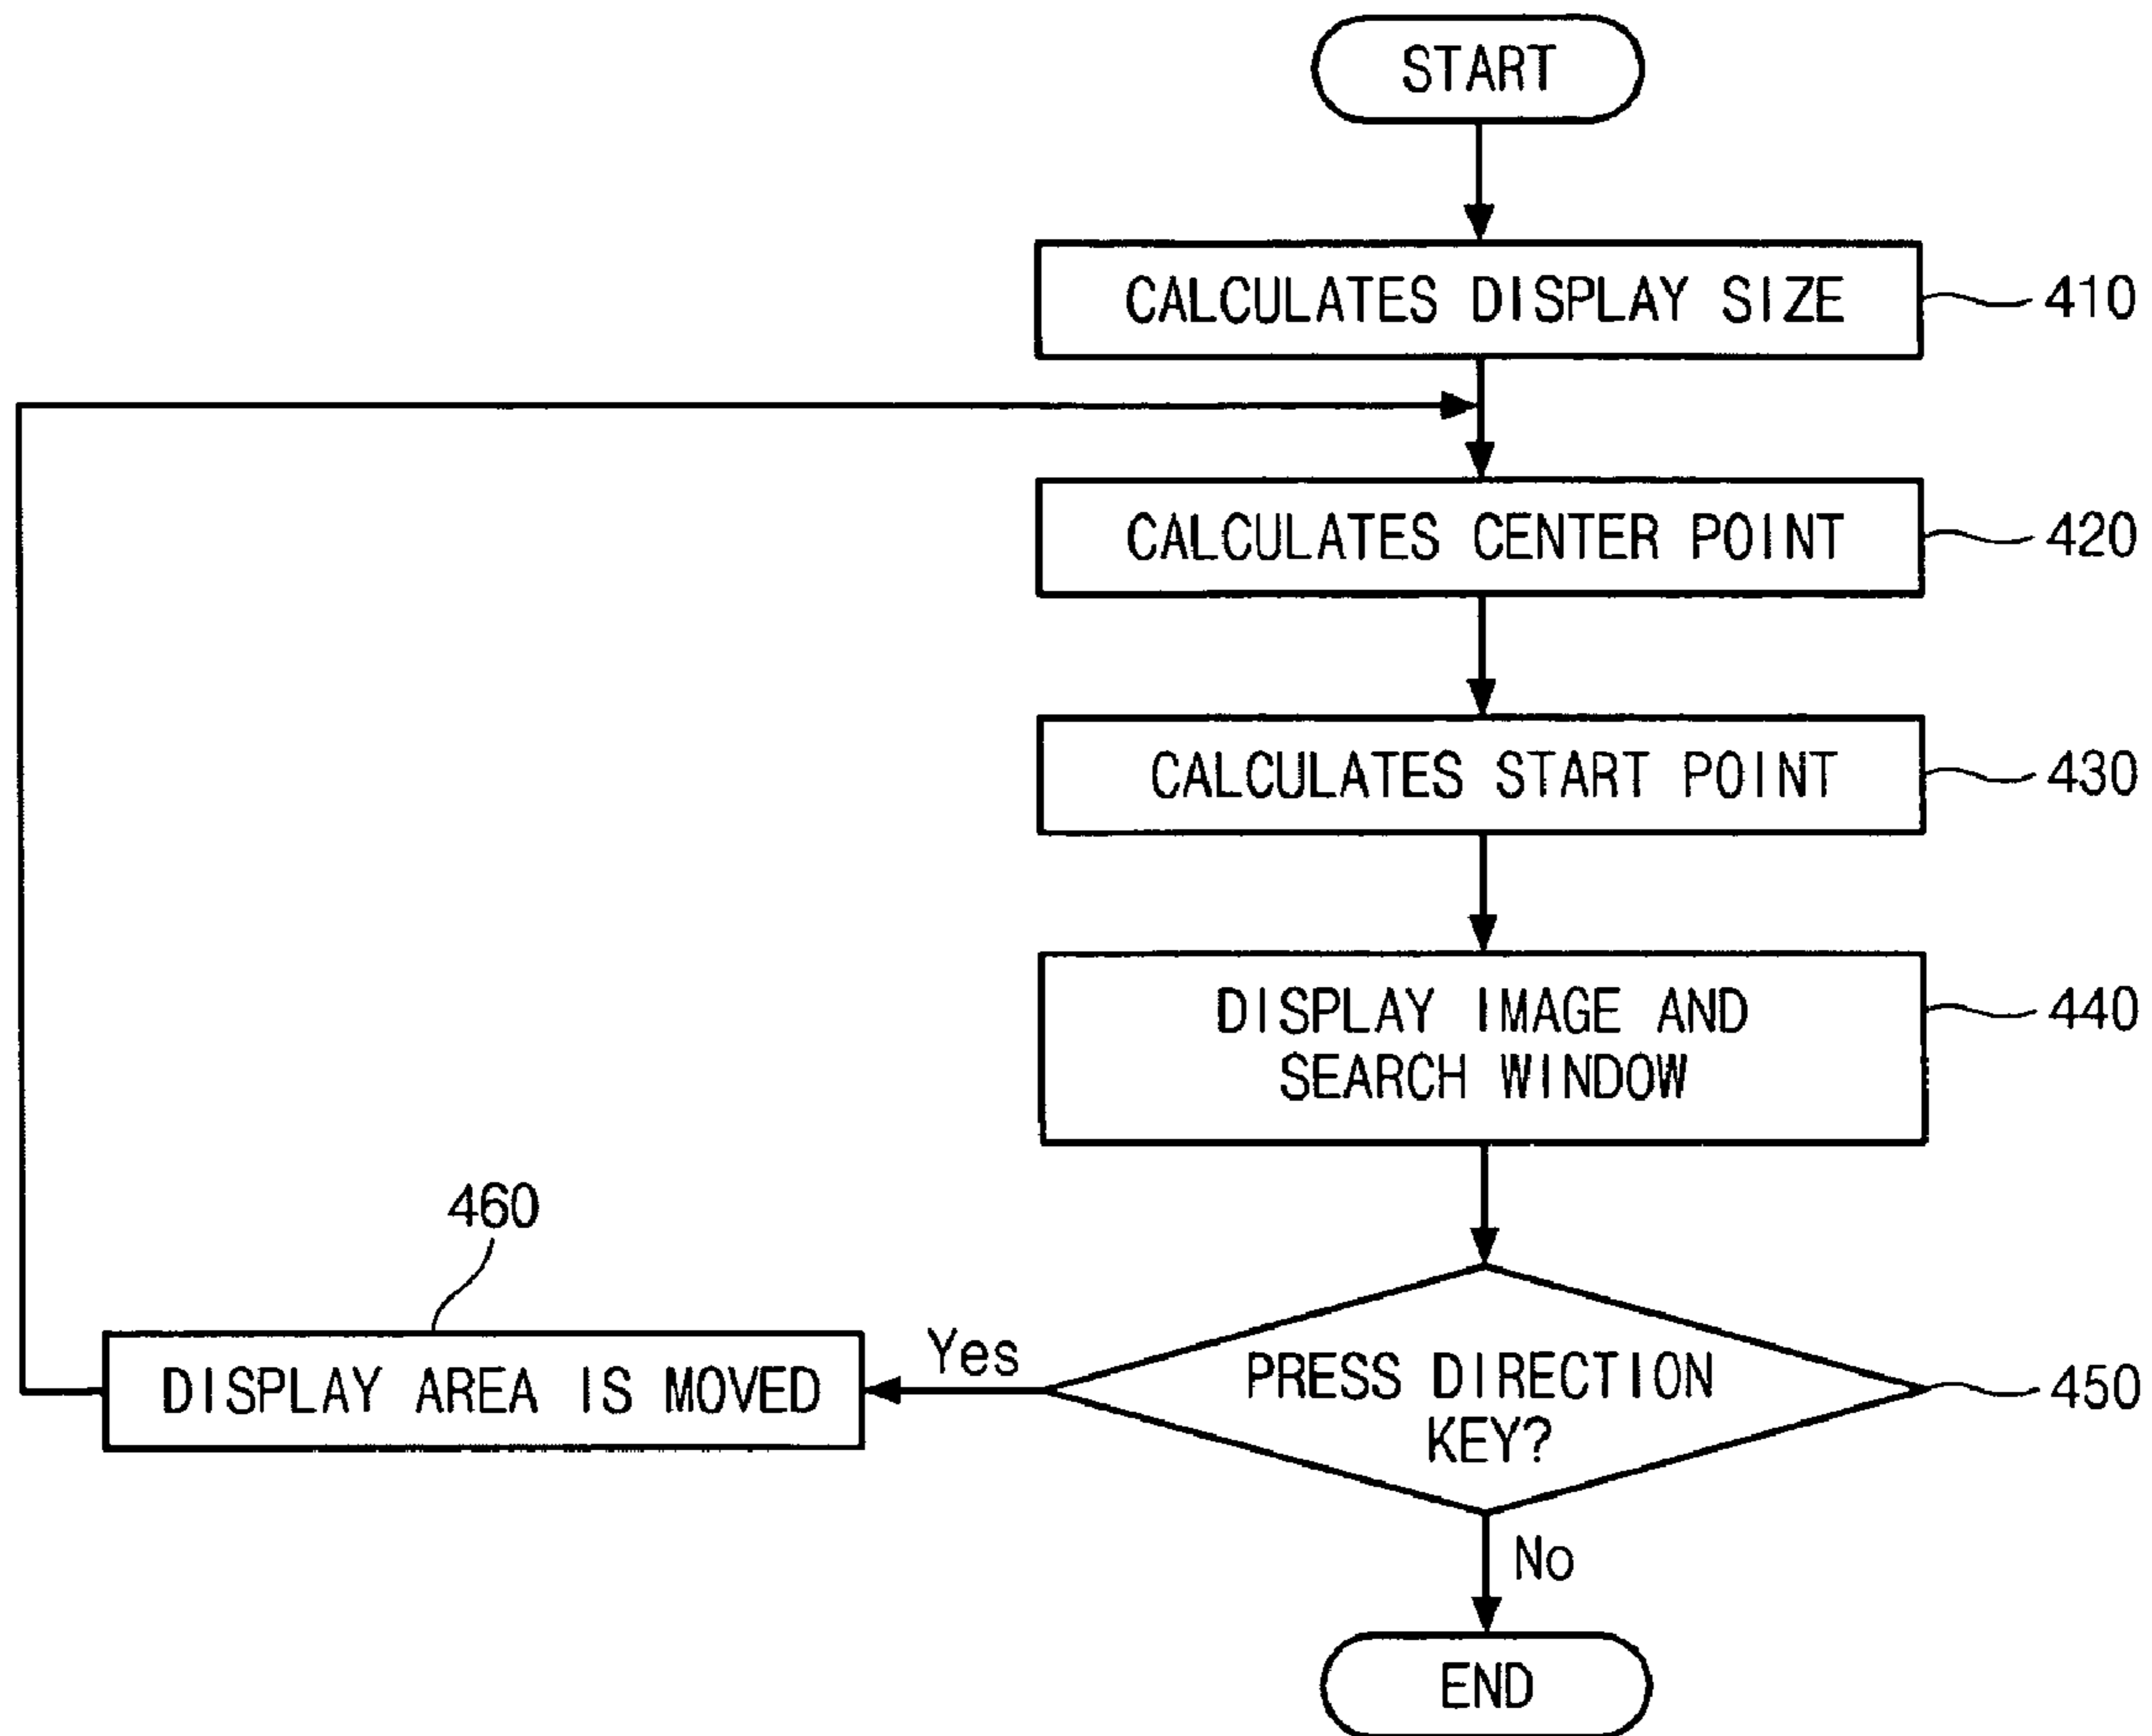 START
CALCULATES DISPLAY SIZE
410
CALCULATES CENTER POINT
420
CALCULATES START POINT
430
DISPLAY IMAGE AND
SEARCH WINDOW
440
460
DISPLAY AREA IS MOVED
Yes
PRESS DIRECTION
KEY?
450
No
END